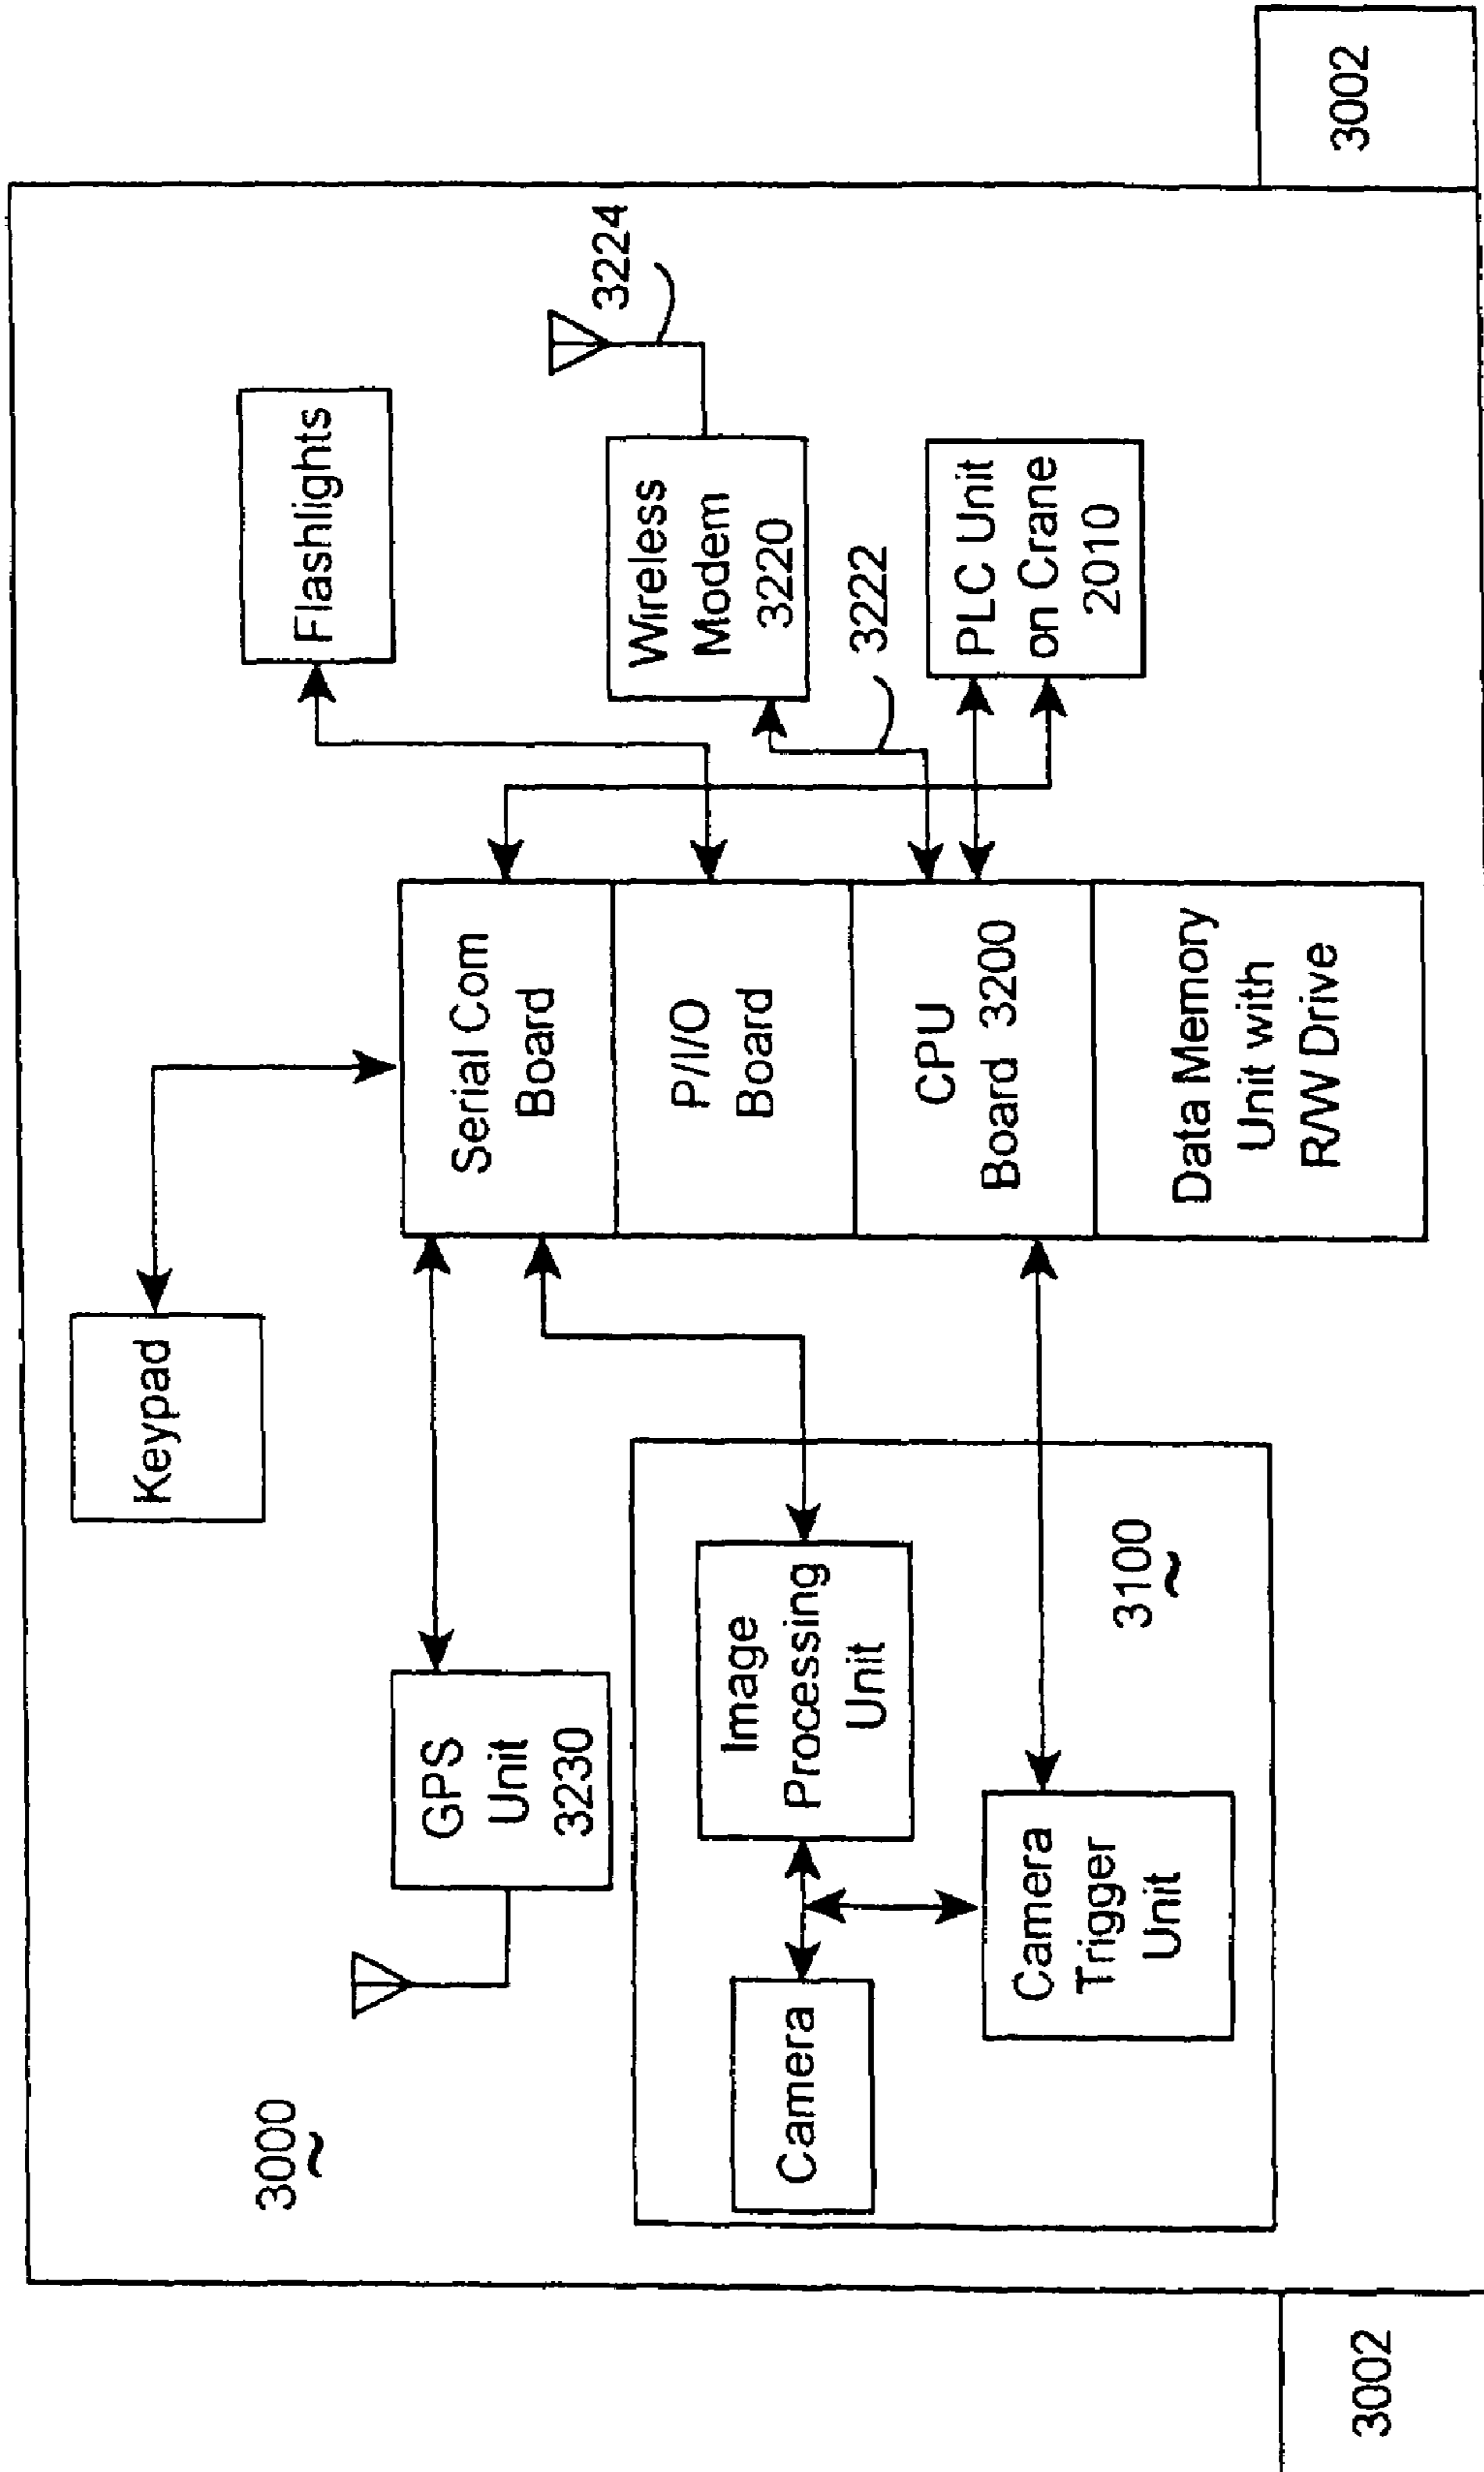 3000
Keypad
Flashlights
GPS
Unit
3230
Serial Com
Board
P/I/O
Board
CPU
Board 3200
Data Memory
Unit with
R/W Drive
3224
Wireless
Modem
3220
3222
PLC Unit
on Crane
2010
Image
Processing
Unit
Camera
Camera
Trigger
Unit
3100
3002
3002